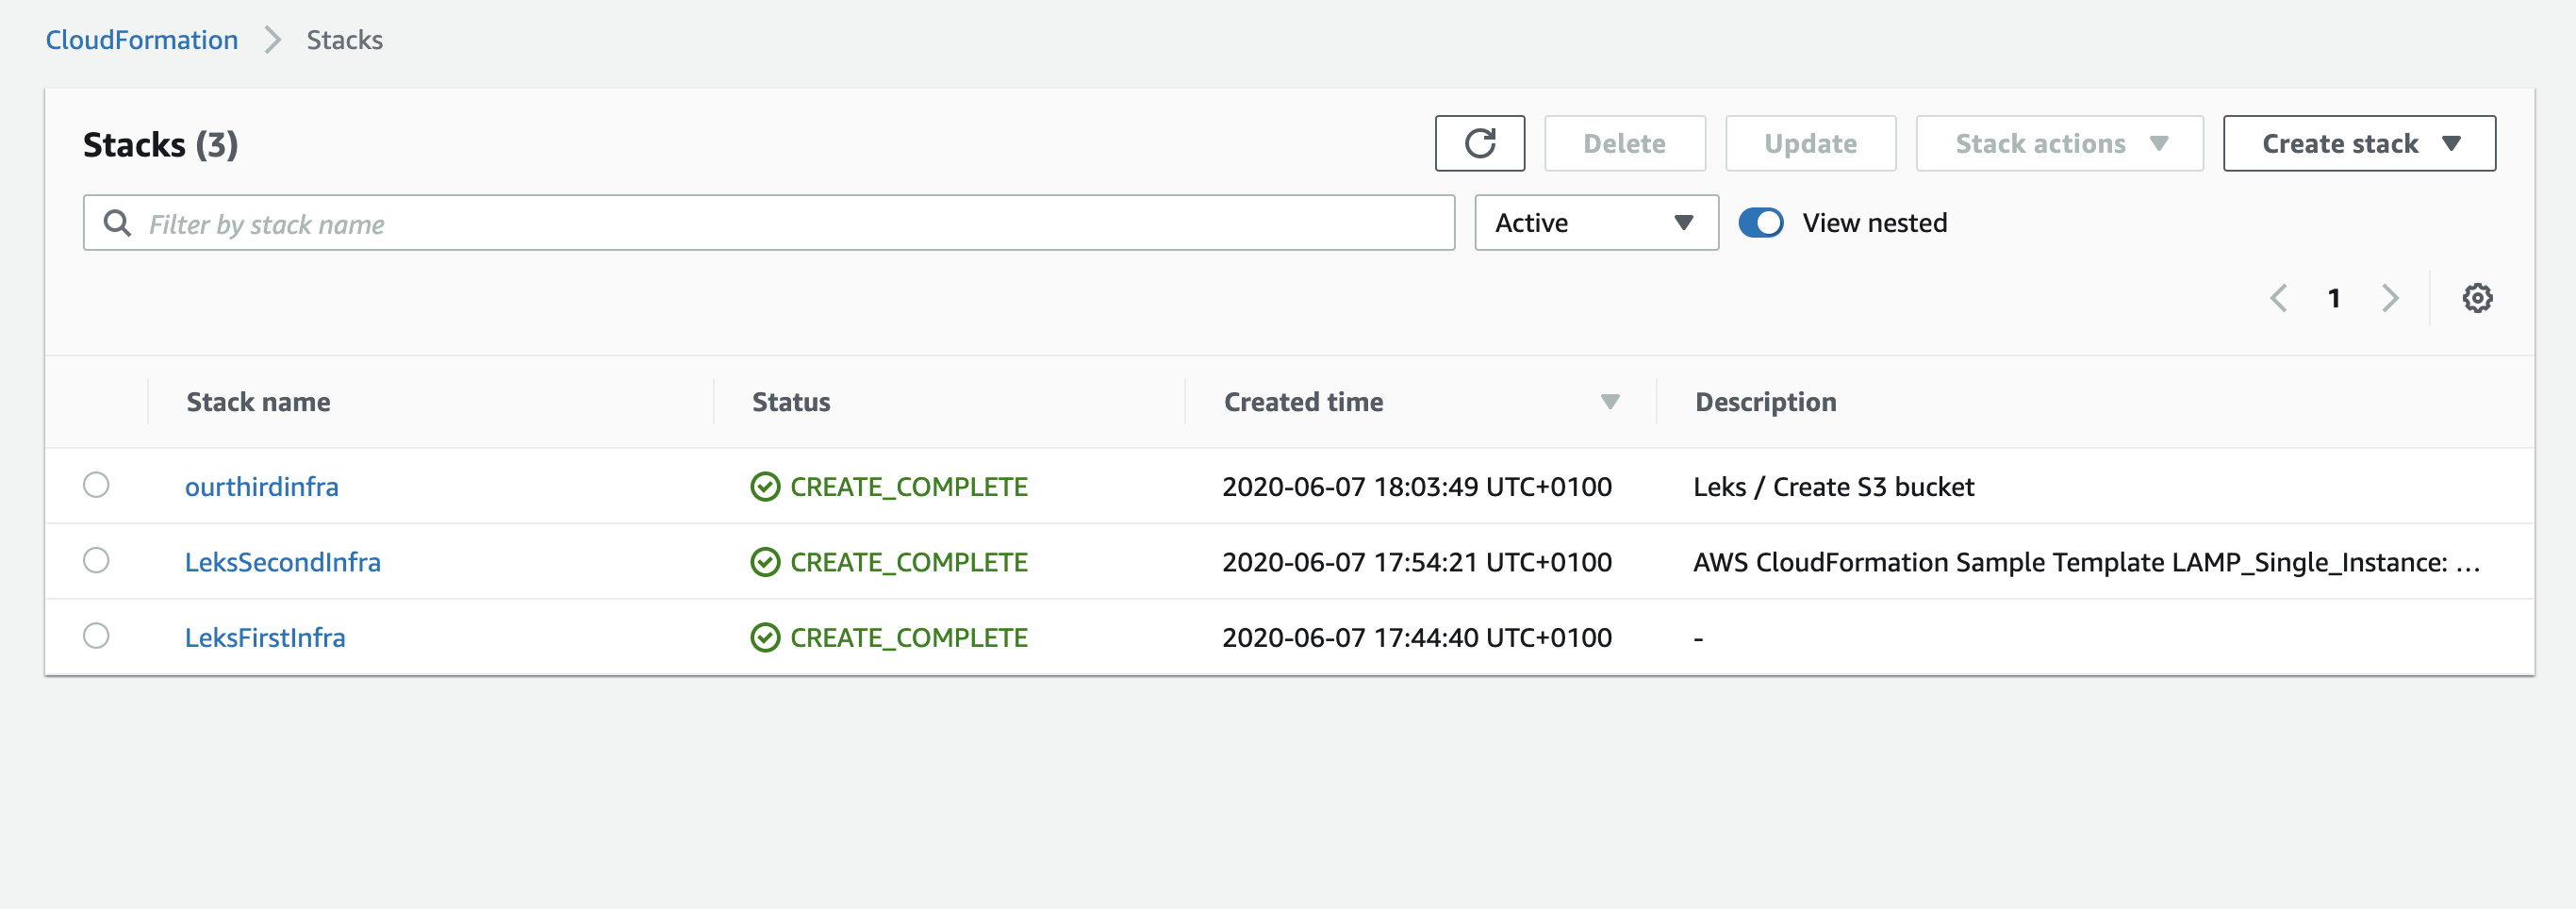 CloudFormation > Stacks
Stacks (3)
Delete
Update
Stack actions
Create stack
Filter by stack name
Active
View nested
1
Stack name Status Created time Description
ourthirdinfra CREATE_COMPLETE 2020-06-07 18:03:49 UTC+0100 Leks / Create S3 bucket
LeksSecondInfra CREATE_COMPLETE 2020-06-07 17:54:21 UTC+0100 AWS CloudFormation Sample Template LAMP_Single_Instance: ...
LeksFirstInfra CREATE_COMPLETE 2020-06-07 17:44:40 UTC+0100 -